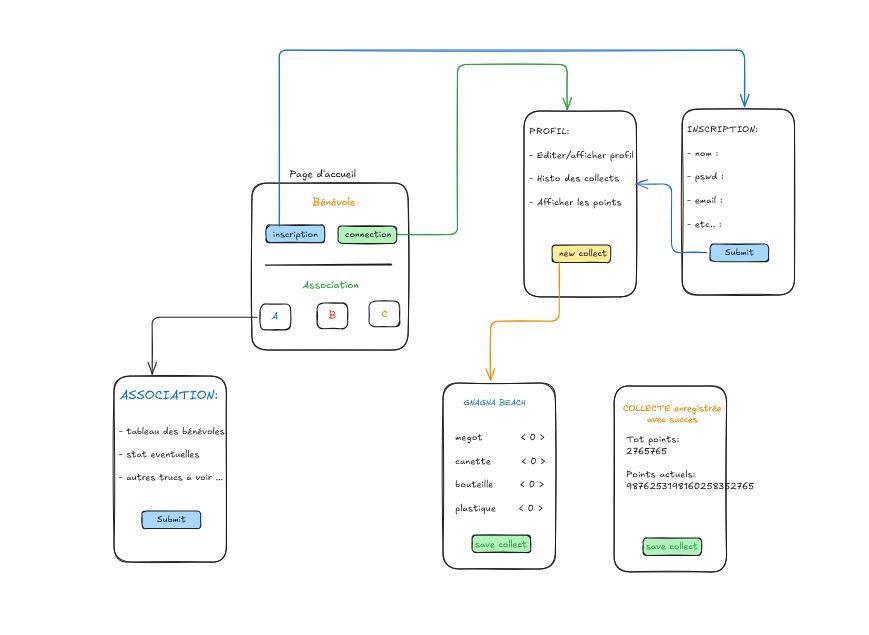 Page d'accueil
Bénévole
inscription
connection
Association
A
B
C
PROFIL:
- Editer/afficher profil
- Histo des collects
- Afficher les points
new collect
INSCRIPTION:
- nom :
- pswd :
- email :
- etc.. :
Submit
ASSOCIATION:
- tableau des bénévoles
- stat eventuelles
- autres trucs a voir ...
Submit
GNAGNA BEACH
megot < 0 >
canette < 0 >
bouteille < 0 >
plastique < 0 >
save collect
COLLECTE enregistrée
avec succes
Tot points:
2765765
Points actuels:
9876253198160258352765
save collect